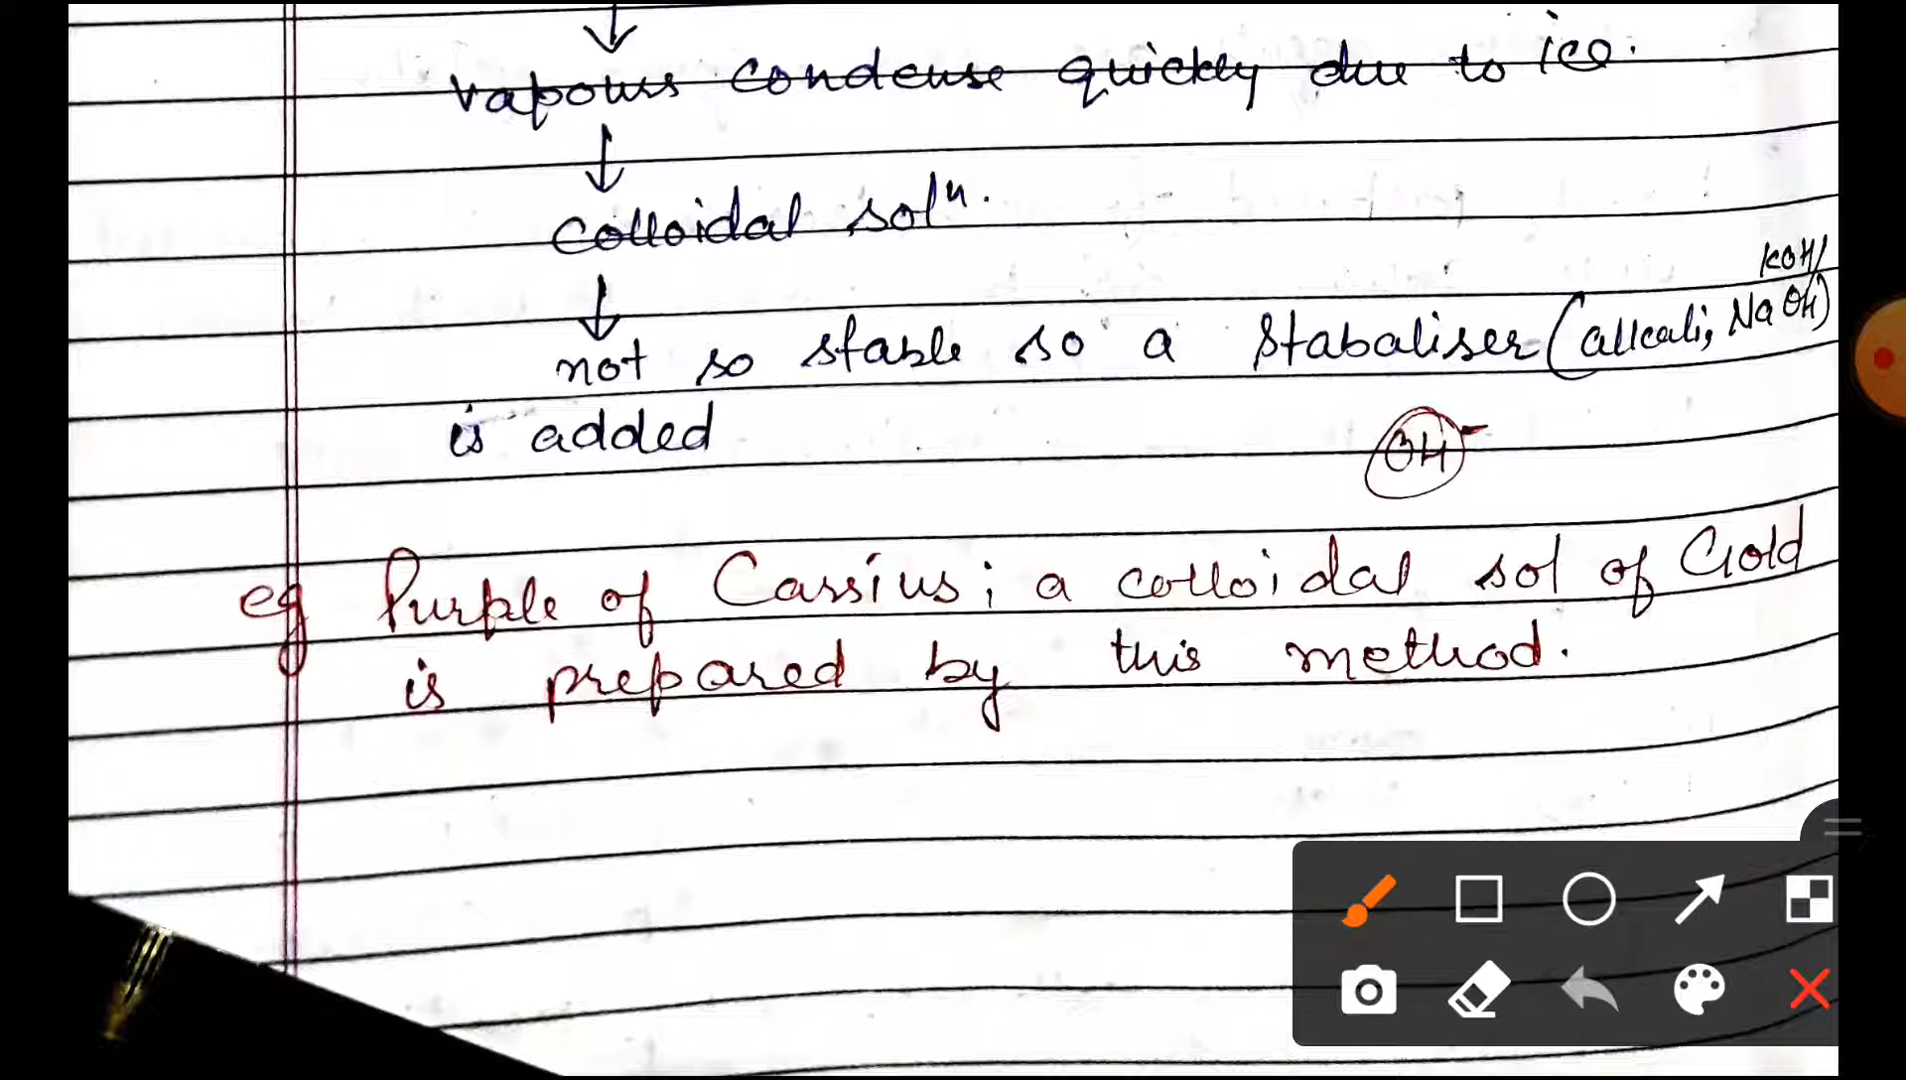 vapours condense quickly due to ice.
colloidal solⁿ.
KOH/
not so stable so a stabaliser (alkali, NaOH)
is added
OH⁻
eg Purple of Cassius; a colloidal sol of Gold
is prepared by this method.